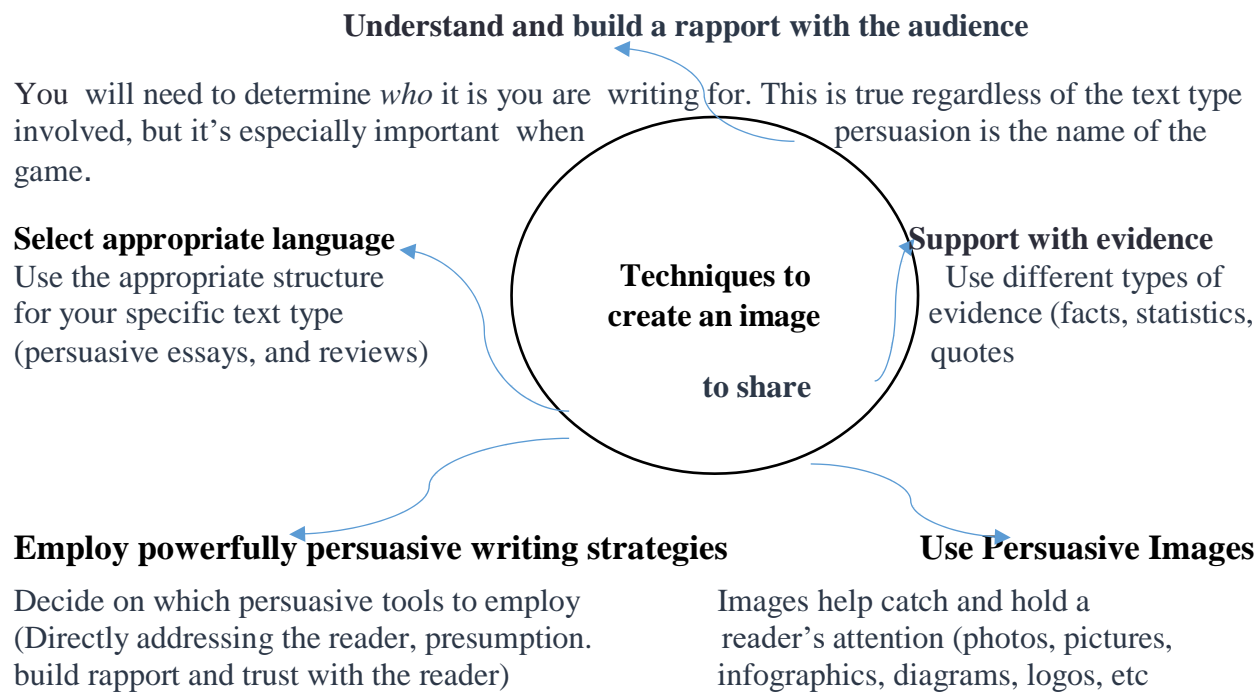 Understand and build a rapport with the audience
You will need to determine who it is you are writing for. This is true regardless of the text type
involved, but it’s especially important when persuasion is the name of the
game.
Select appropriate language
Use the appropriate structure
for your specific text type
(persuasive essays, and reviews)
Techniques to
create an image
to share
Support with evidence
Use different types of
evidence (facts, statistics,
quotes
Employ powerfully persuasive writing strategies
Decide on which persuasive tools to employ
(Directly addressing the reader, presumption.
build rapport and trust with the reader)
Use Persuasive Images
Images help catch and hold a
reader’s attention (photos, pictures,
infographics, diagrams, logos, etc